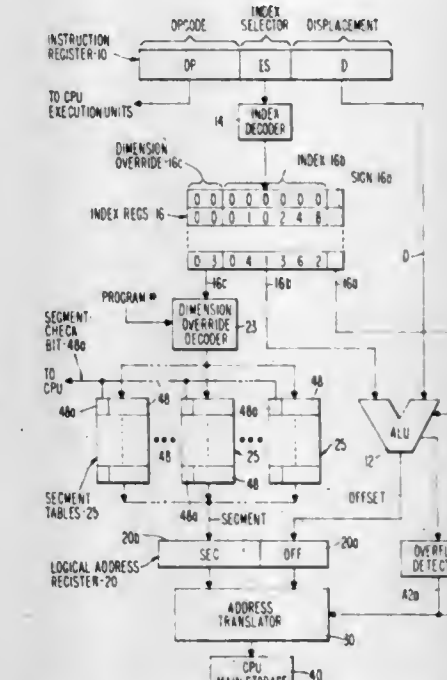 OPSODE
INDEX
SELECTOR
DISPLACEMENT
INSTRUCTION
REGISTER-10
OP ES D
TO CPU
EXECUTION UNITS
14
INDEX
DECODER
DIMENSION
OVERRIDE-16c
INDEX 16b
SIGN 16a
0 0 0 0 0 0 0 0
INDEX REGS 16
0 0 0 1 0 2 4 8
0 3 0 4 1 3 6 2
D
16c
16b
16a
PROGRAM #
DIMENSION
OVERRIDE
DECODER
23
SEGMENT-
CHECK
BIT-48a
TO
CPU
48a
48
48a
48
48
25
48
25
ALU
12
SEGMENT
TABLES-25
48a
SEGMENT
OFFSET
20b
20a
LOGICAL ADDRESS
REGISTER-20
SEC OFF
OVERFL
DETECT
A2a
ADDRESS
TRANSLATOR
30
CPU
MAIN STORAGE
40